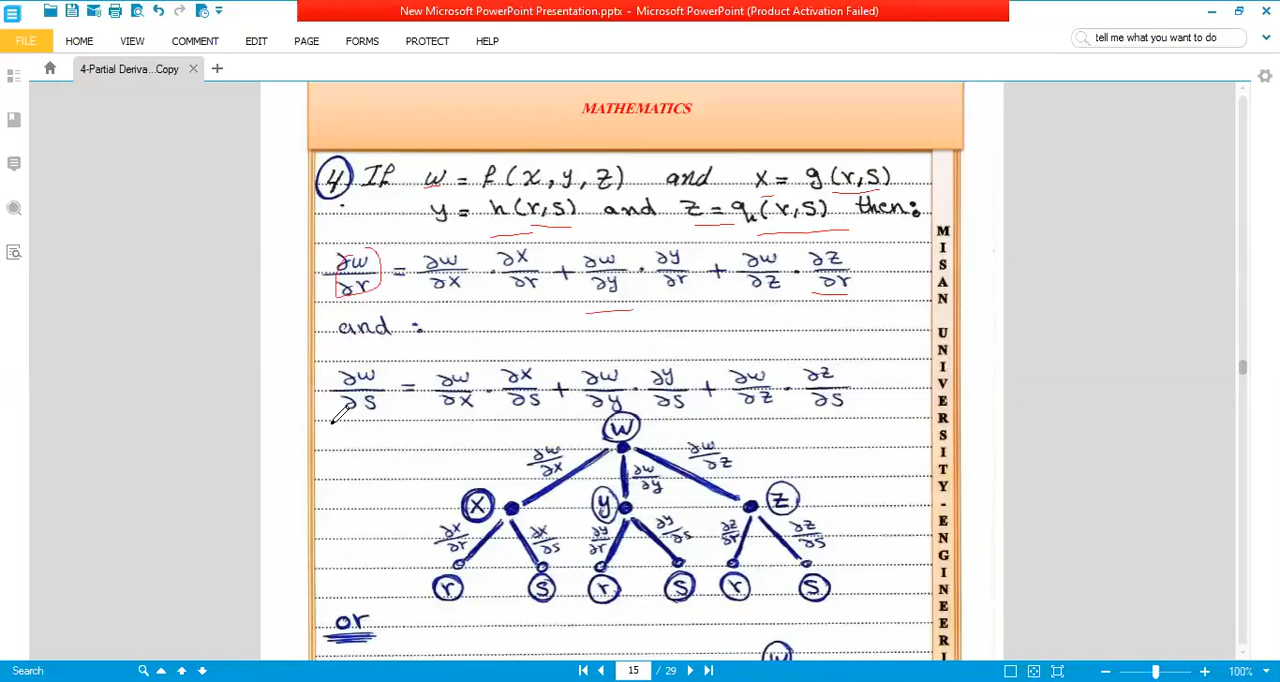 New Microsoft PowerPoint Presentation.pptx - Microsoft PowerPoint (Product Activation Failed)
FILE HOME VIEW COMMENT EDIT PAGE FORMS PROTECT HELP tell me what you want to do
4-Partial Deriva...Copy
MATHEMATICS
4 If w = f(x, y, z) and x = g(r,s)
y = h(r,s) and z = q(r,s) then:
∂w/∂r = ∂w/∂x · ∂x/∂r + ∂w/∂y · ∂y/∂r + ∂w/∂z · ∂z/∂r
and :
∂w/∂s = ∂w/∂x · ∂x/∂s + ∂w/∂y · ∂y/∂s + ∂w/∂z · ∂z/∂s
w
∂w/∂x ∂w/∂y ∂w/∂z
x y z
∂x/∂r ∂x/∂s ∂y/∂r ∂y/∂s ∂z/∂r ∂z/∂s
r s r s r s
or
w
MISAN UNIVERSITY-ENGINEERI
Search 15 / 29 100%